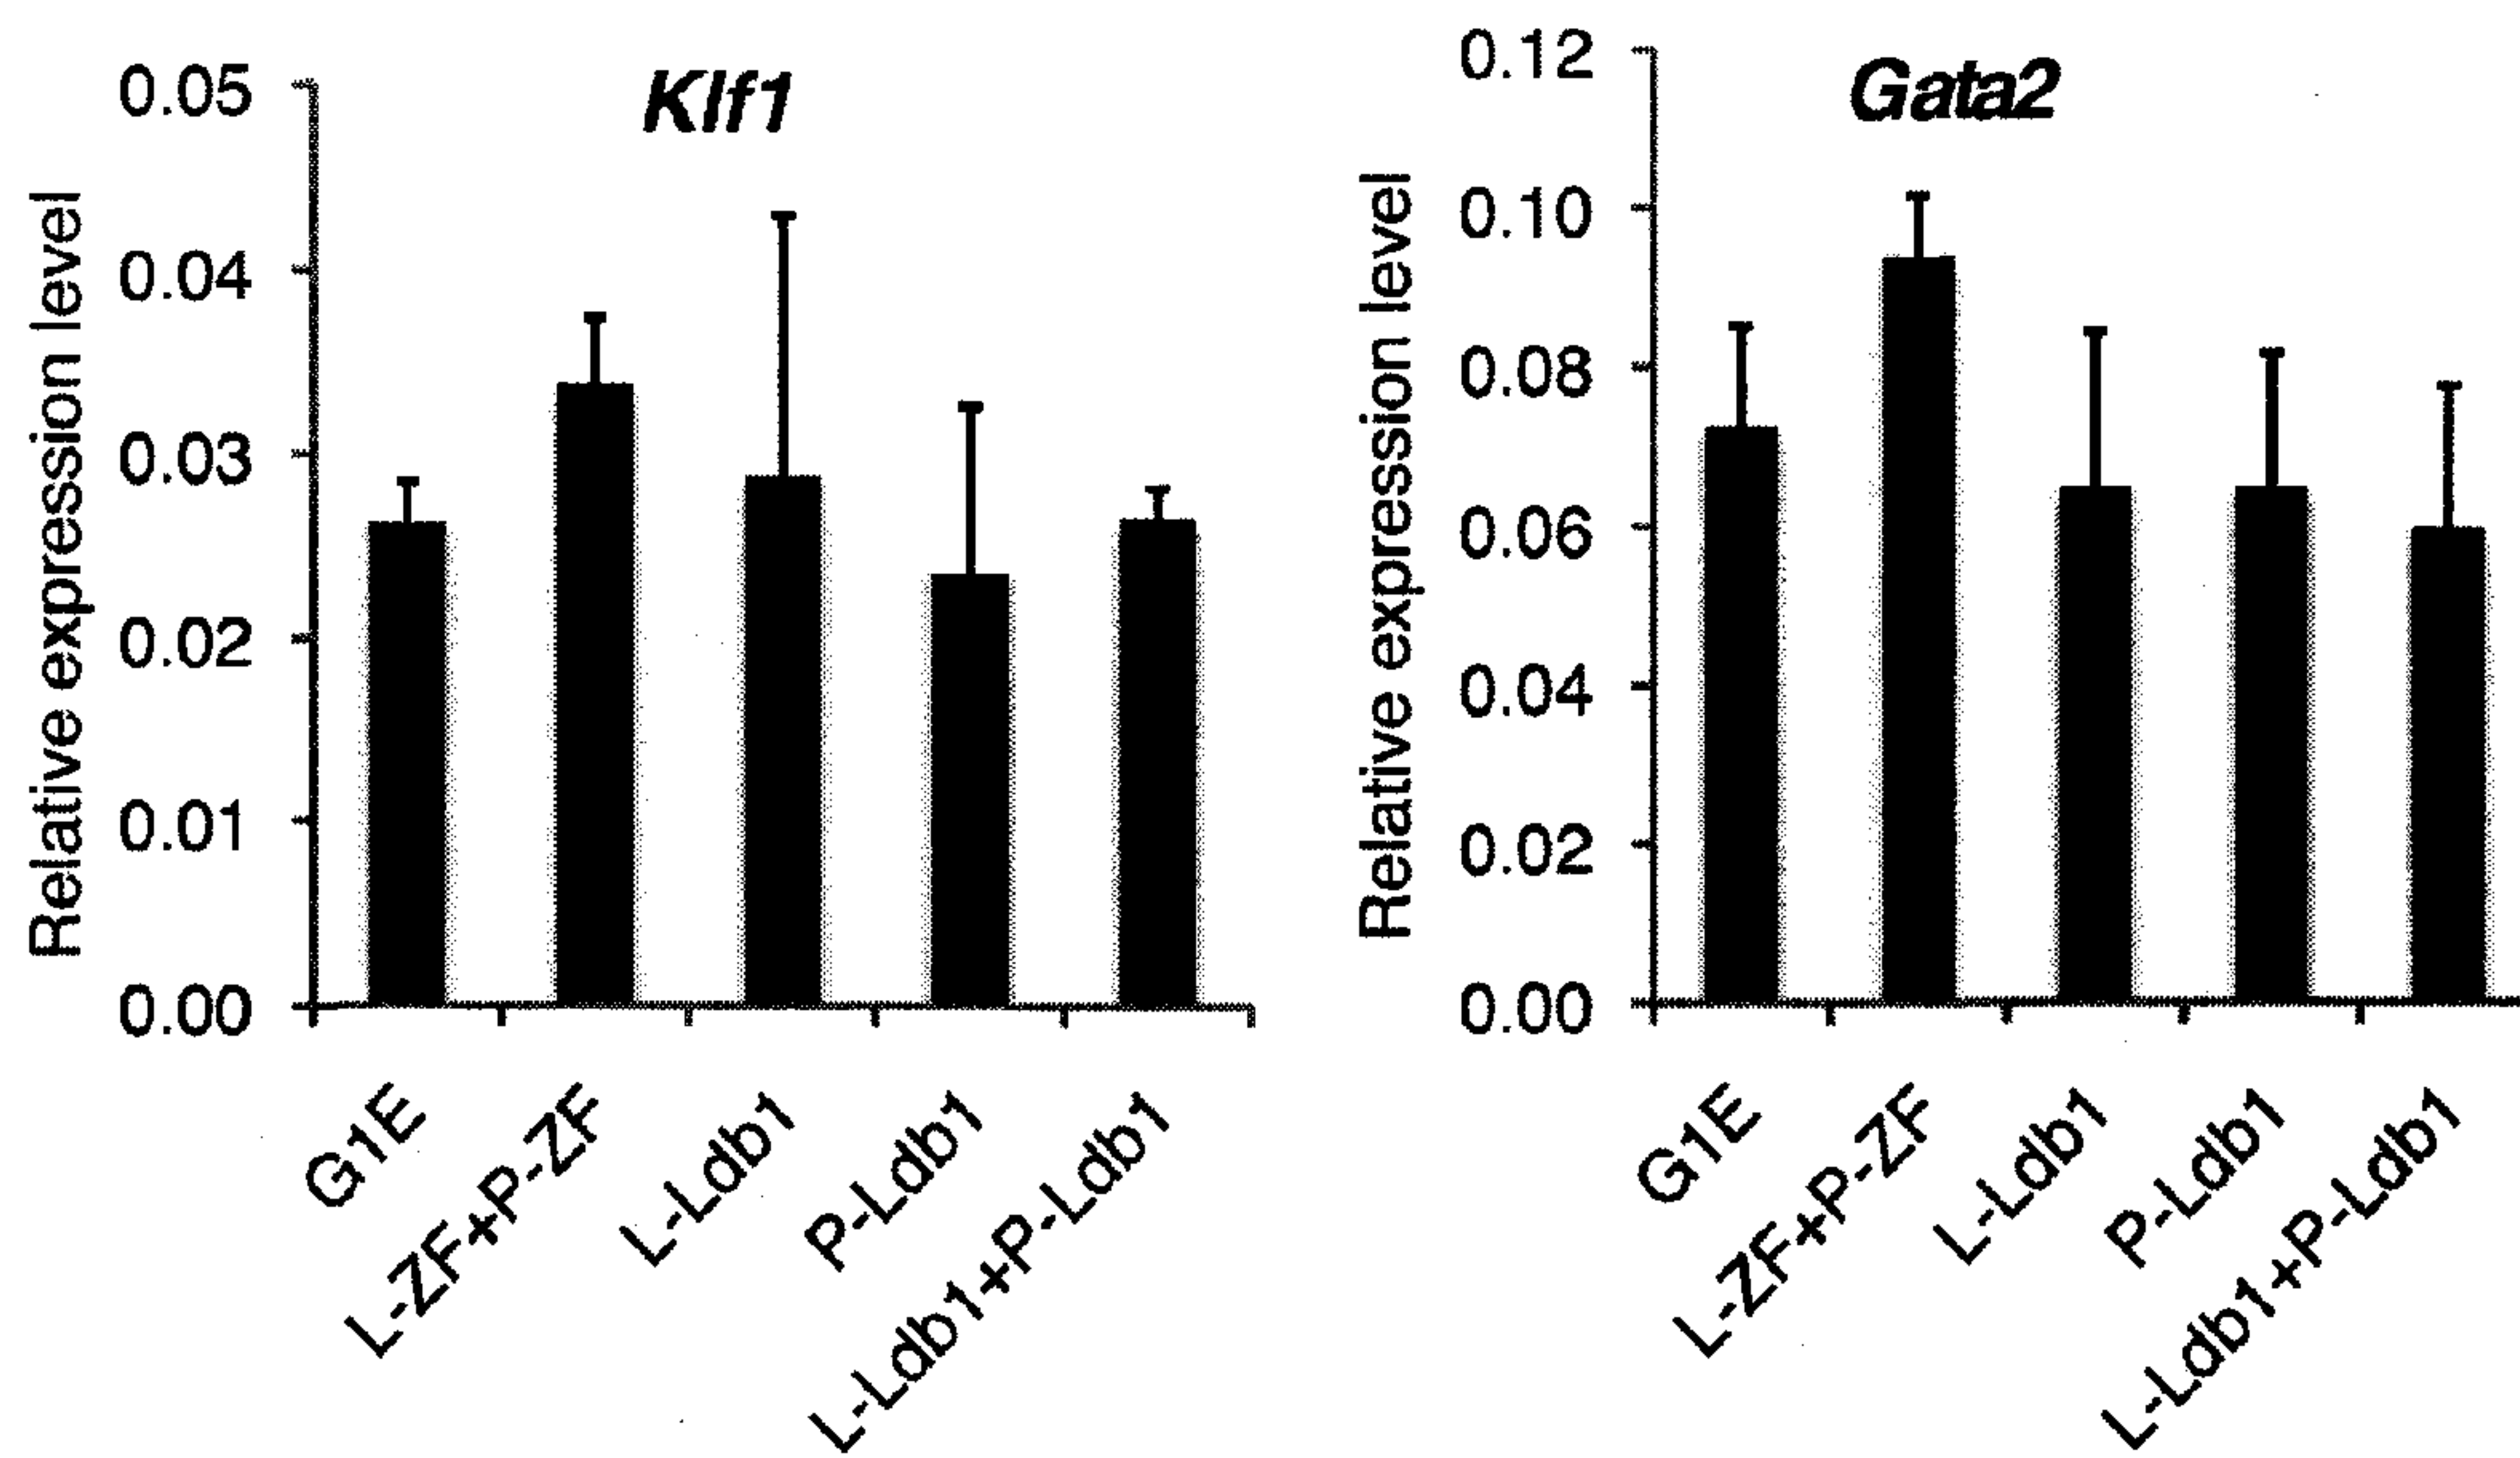 Klf1
Relative expression level
0.05
0.04
0.03
0.02
0.01
0.00
G1E
L-ZF+P-ZF
L-Ldb1
P-Ldb1
L-Ldb1+P-Ldb1
Gata2
Relative expression level
0.12
0.10
0.08
0.06
0.04
0.02
0.00
G1E
L-ZF+P-ZF
L-Ldb1
P-Ldb1
L-Ldb1+P-Ldb1